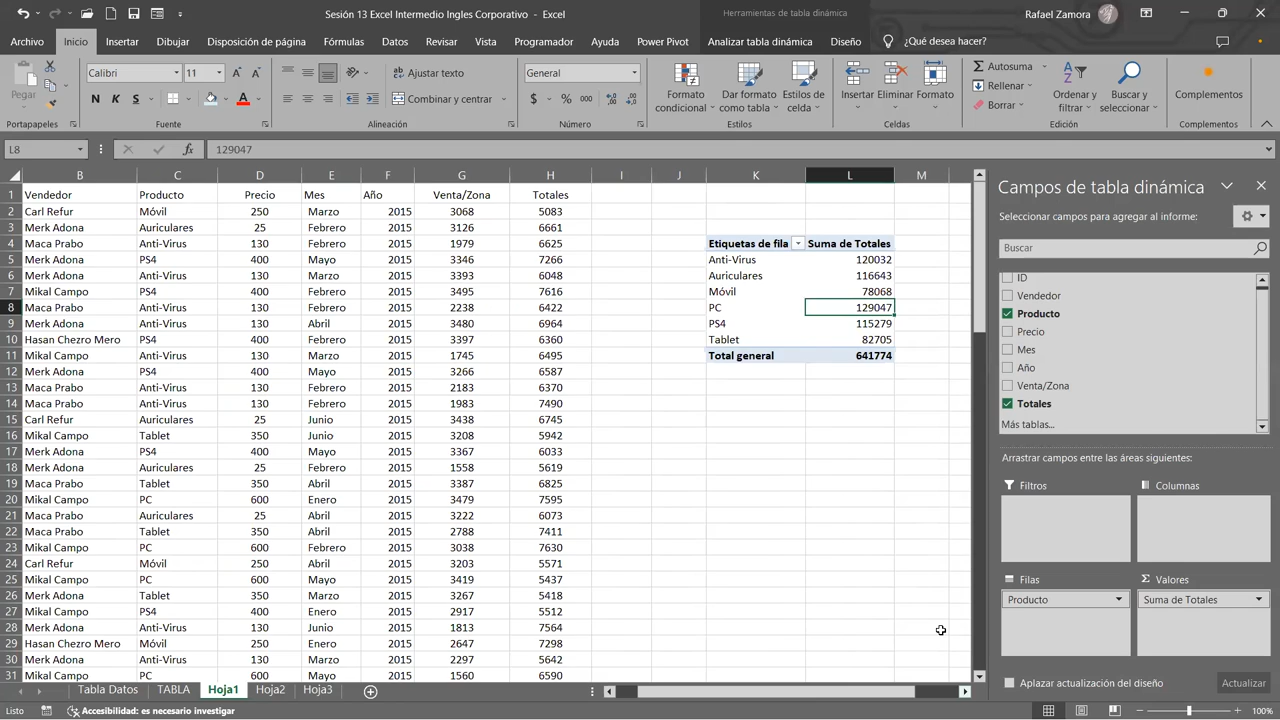 Sesión 13 Excel Intermedio Ingles Corporativo - Excel
Herramientas de tabla dinámica
Rafael Zamora
Archivo Inicio Insertar Dibujar Disposición de página Fórmulas Datos Revisar Vista Programador Ayuda Power Pivot Analizar tabla dinámica Diseño ¿Qué desea hacer?
Pegar
Calibri 11
N K S
Ajustar texto
Combinar y centrar
General
$ % 000
Formato condicional
Dar formato como tabla
Estilos de celda
Insertar Eliminar Formato
Autosuma
Rellenar
Borrar
Ordenar y filtrar
Buscar y seleccionar
Complementos
Portapapeles Fuente Alineación Número Estilos Celdas Edición Complementos
L8 fx 129047
B C D E F G H I J K L M
1 Vendedor Producto Precio Mes Año Venta/Zona Totales
2 Carl Refur Móvil 250 Marzo 2015 3068 5083
3 Merk Adona Auriculares 25 Febrero 2015 3126 6661
4 Maca Prabo Anti-Virus 130 Febrero 2015 1979 6625 Etiquetas de fila Suma de Totales
5 Merk Adona PS4 400 Mayo 2015 3346 7266 Anti-Virus 120032
6 Merk Adona Anti-Virus 130 Marzo 2015 3393 6048 Auriculares 116643
7 Mikal Campo PS4 400 Febrero 2015 3495 7616 Móvil 78068
8 Maca Prabo Anti-Virus 130 Febrero 2015 2238 6422 PC 129047
9 Merk Adona Anti-Virus 130 Abril 2015 3480 6964 PS4 115279
10 Hasan Chezro Mero PS4 400 Febrero 2015 3397 6360 Tablet 82705
11 Mikal Campo Anti-Virus 130 Enero 2015 1745 6495 Total general 641774
12 Merk Adona PS4 400 Mayo 2015 3266 6587
13 Maca Prabo Anti-Virus 130 Febrero 2015 2183 6370
14 Maca Prabo Anti-Virus 130 Febrero 2015 1983 7490
15 Carl Refur Auriculares 25 Junio 2015 3438 6745
16 Mikal Campo Tablet 350 Junio 2015 3208 5942
17 Merk Adona PS4 400 Mayo 2015 3367 6033
18 Merk Adona Auriculares 25 Febrero 2015 1558 5619
19 Maca Prabo Tablet 350 Abril 2015 3387 6825
20 Mikal Campo PC 600 Enero 2015 3479 7595
21 Maca Prabo Auriculares 25 Abril 2015 3222 6073
22 Maca Prabo Tablet 350 Abril 2015 2788 7411
23 Mikal Campo PC 600 Febrero 2015 3038 7630
24 Carl Refur Móvil 250 Abril 2015 3203 5571
25 Mikal Campo PC 600 Mayo 2015 3419 5437
26 Merk Adona Tablet 350 Marzo 2015 3267 5418
27 Mikal Campo PS4 400 Enero 2015 2917 5512
28 Merk Adona Anti-Virus 130 Junio 2015 1813 7564
29 Hasan Chezro Mero Móvil 250 Enero 2015 2647 7298
30 Merk Adona Anti-Virus 130 Marzo 2015 2297 5642
31 Mikal Campo PC 600 Mayo 2015 1560 6590
Campos de tabla dinámica
Seleccionar campos para agregar al informe:
Buscar
ID
Vendedor
Producto
Precio
Mes
Año
Venta/Zona
Totales
Más tablas...
Arrastrar campos entre las áreas siguientes:
Filtros Columnas
Filas Σ Valores
Producto Suma de Totales
Aplazar actualización del diseño Actualizar
Tabla Datos TABLA Hoja1 Hoja2 Hoja3
Listo Accesibilidad: es necesario investigar 100%